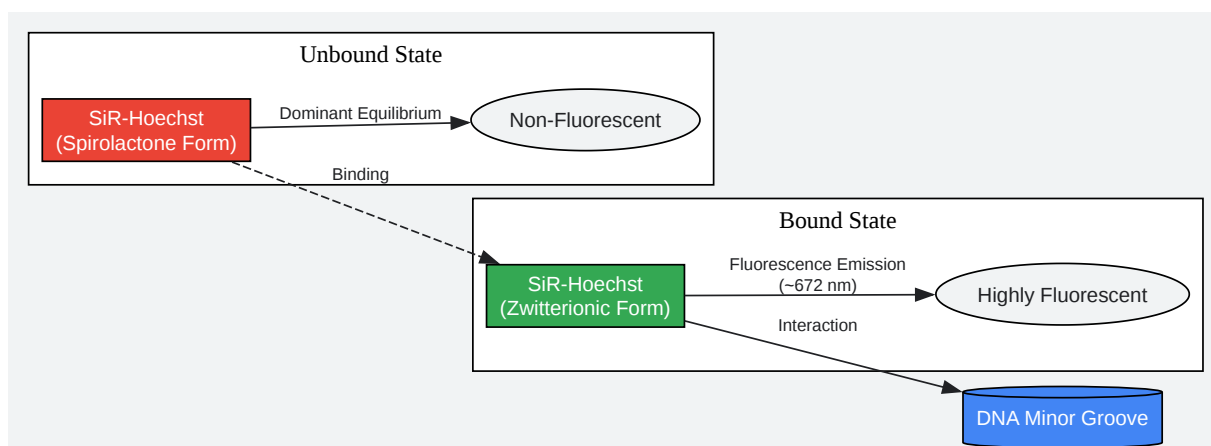 Unbound State
SiR-Hoechst
(Spirolactone Form)
Dominant Equilibrium
Non-Fluorescent
Binding
Bound State
SiR-Hoechst
(Zwitterionic Form)
Fluorescence Emission
(~672 nm)
Highly Fluorescent
Interaction
DNA Minor Groove